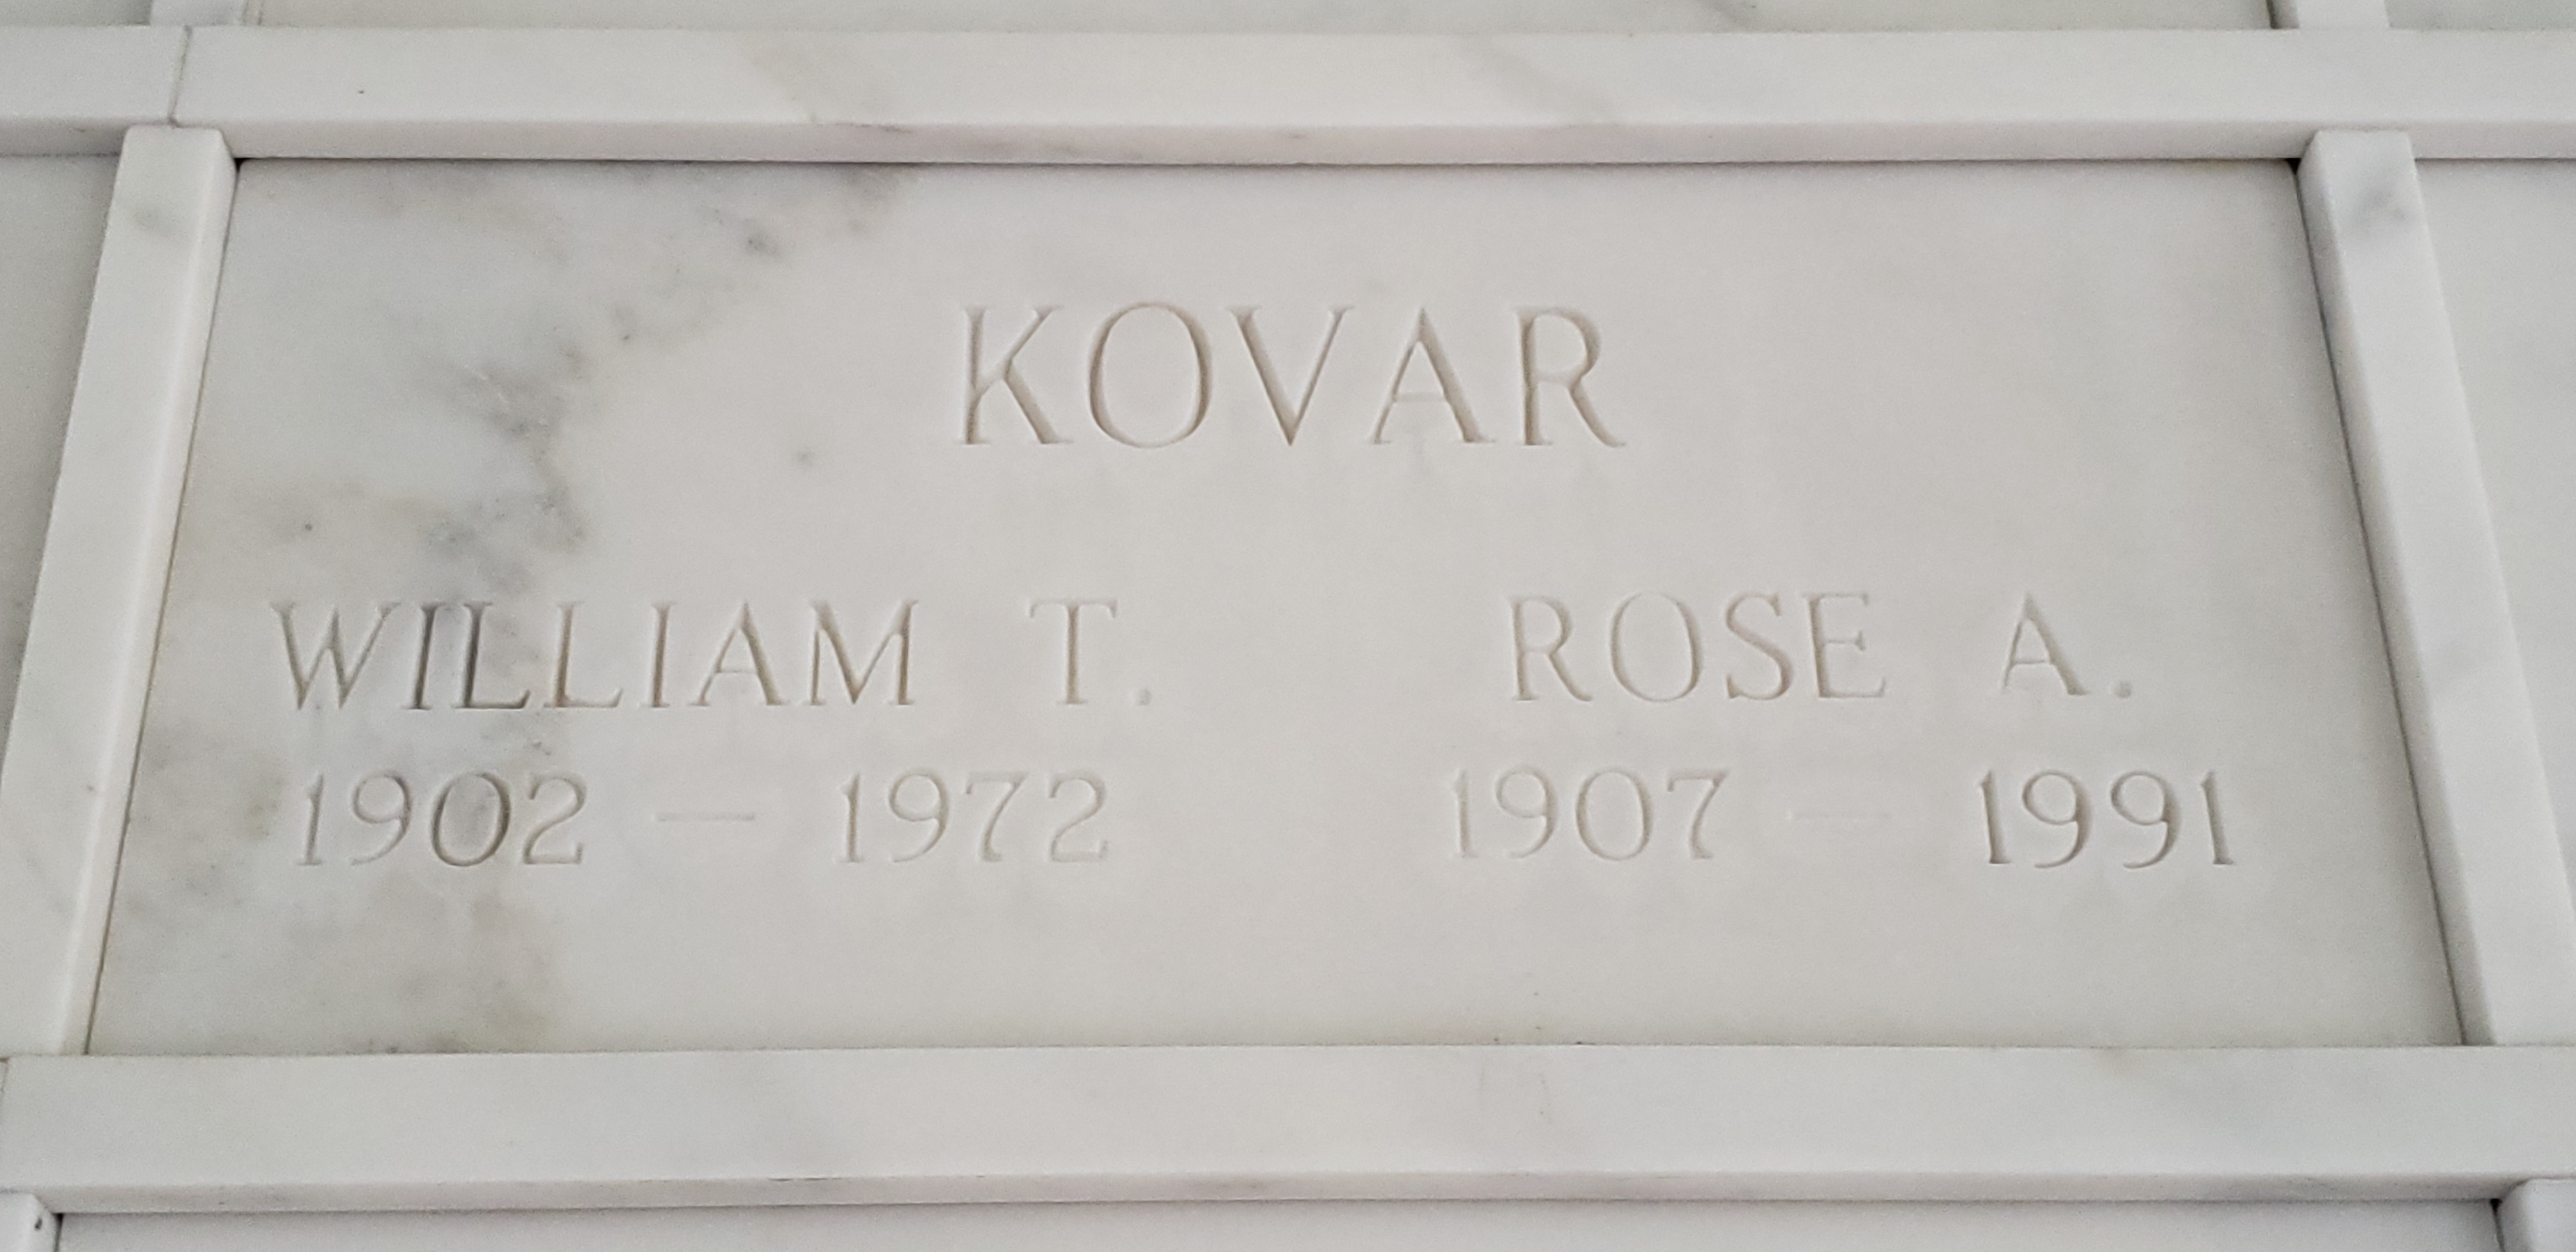 KOVAR
WILLIAM T. ROSE A.
1902 — 1972 1907 — 1991